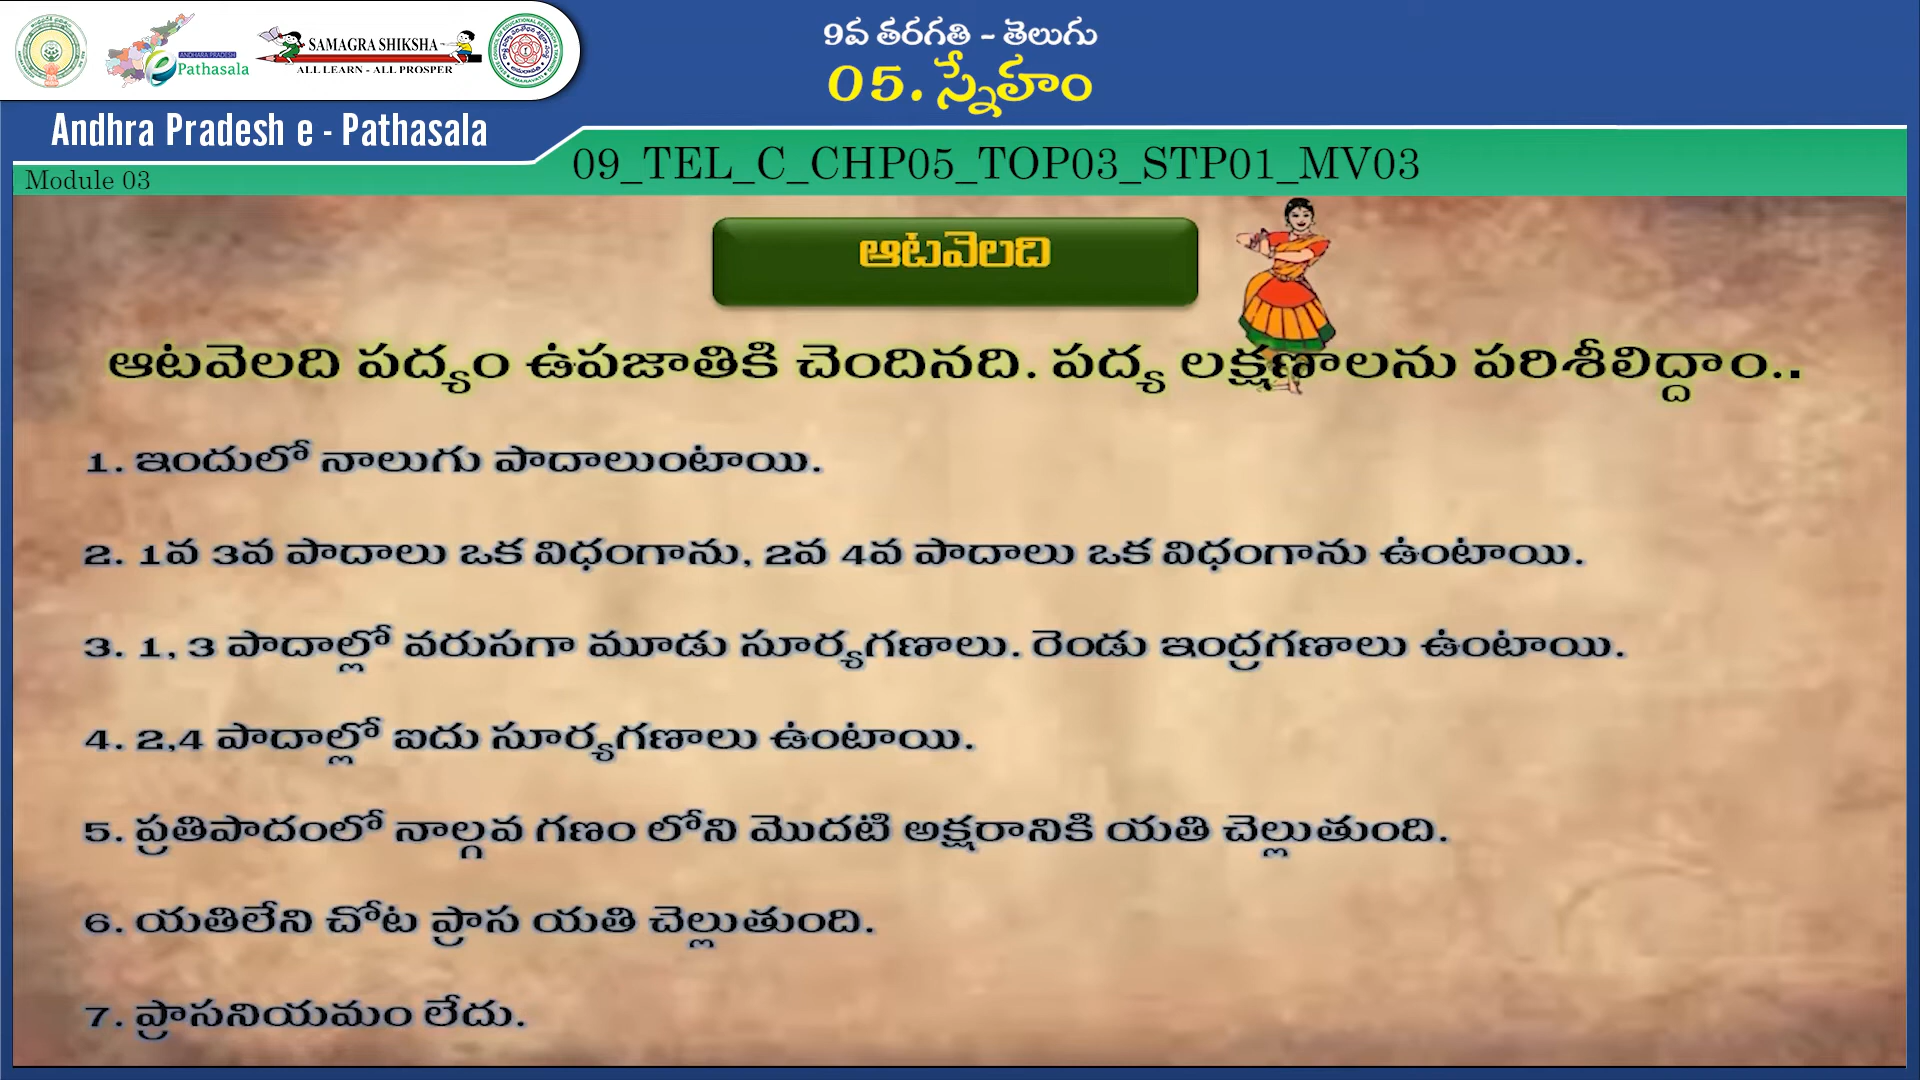 ANDHRA PRADESH
e Pathasala
SAMAGRA SHIKSHA
ALL LEARN - ALL PROSPER
Andhra Pradesh e - Pathasala
Module 03
9వ తరగతి - తెలుగు
05. స్నేహం
09_TEL_C_CHP05_TOP03_STP01_MV03
ఆటవెలది
ఆటవెలది పద్యం ఉపజాతికి చెందినది. పద్య లక్షణాలను పరిశీలిద్దాం..
1. ఇందులో నాలుగు పాదాలుంటాయి.
2. 1వ 3వ పాదాలు ఒక విధంగాను, 2వ 4వ పాదాలు ఒక విధంగాను ఉంటాయి.
3. 1, 3 పాదాల్లో వరుసగా మూడు సూర్యగణాలు. రెండు ఇంద్రగణాలు ఉంటాయి.
4. 2,4 పాదాల్లో ఐదు సూర్యగణాలు ఉంటాయి.
5. ప్రతిపాదంలో నాల్గవ గణం లోని మొదటి అక్షరానికి యతి చెల్లుతుంది.
6. యతిలేని చోట ప్రాస యతి చెల్లుతుంది.
7. ప్రాసనియమం లేదు.